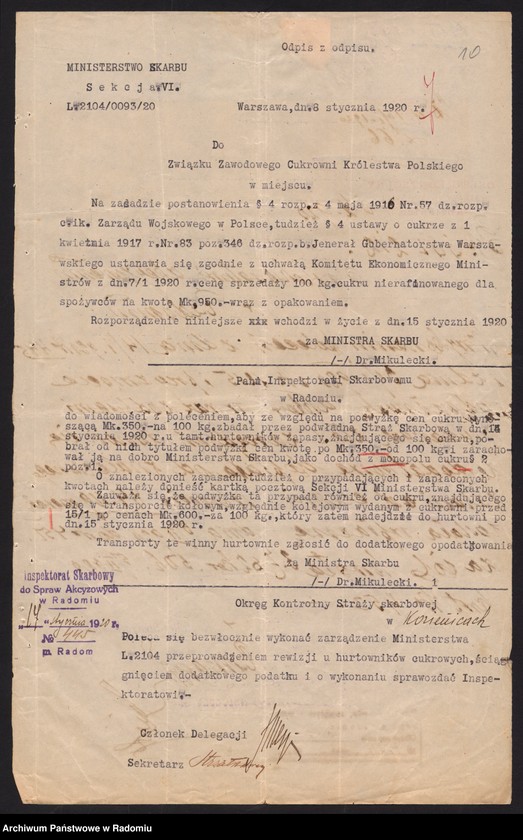 Odpis z odpisu.
10
MINISTERSTWO SKARBU
Sekcja VI.
L.2104/0093/20
Warszawa,dn.8 stycznia 1920 r.
7
Do
Związku Zawodowego Cukrowni Królestwa Polskiego
w miejscu.
Na zasadzie postanowienia § 4 rozp.z 4 maja 1916 Nr.57 dz.rozp.
c.ik. Zarządu Wojskowego w Polsce,tudzież § 4 ustawy o cukrze z 1
kwietnia 1917 r.Nr.83 poz.346 dz.rozp.b.Jenerał Gubernatorstwa Warsza-
wskiego ustanawia się zgodnie z uchwałą Komitetu Ekonomicznego Mini-
strów z dn.7/1 1920 r.cenę sprzedaży 100 kg.cukru nierafinowanego dla
spożywców na kwotę Mk.950.-wraz z opakowaniem.
Rozporządzenie niniejsze wchodzi w życie z dn.15 stycznia 1920
za MINISTRA SKARBU
/-/ Dr.Mikulecki.
Panu Inspektorowi Skarbowemu
w Radomiu.
do wiadomości z poleceniem,aby ze względu na podwyżkę cen cukru wyno-
szącą Mk.350.-na 100 kg.zbadał przez podwładną Straż Skarbową w dn.14
stycznia 1920 r.u tamt.hurtowników zapasy znajdującego się cukru,po-
brał od nich tytułem podwyżki cen kwotę po Mk.350.-od 100 kg.i zaracho-
wał ją na dobro Ministerstwa Skarbu,jako dochód z monopolu cukru § 2
poz.
O znalezionych zapasach,tudzież o przypadających i zapłaconych
kwotach należy donieść kartką pocztową Sekcji VI Ministerstwa Skarbu.
Zauważa się,że podwyżka ta przypada również od cukru,znajdującego
się w transporcie kołowym,względnie kolejowym wydanym z cukrowni przed
15/1 po cenach Mk.600,-za 100 Kg.,który zatem nadejdzie do hurtowni po
dn.15 stycznia 1920 r.
Transporty te winny hurtownie zgłosić do dodatkowego opodatkowania
za Ministra Skarbu
/-/ Dr.Mikulecki.
Inspektorat Skarbowy
do Spraw Akcyzowych
w Radomiu
"14" stycznia 1920 r.
№ 445
m. Radom
Okręg Kontrolny Straży skarbowej
w Kozienicach
Poleca się bezwłocznie wykonać zarządzenie Ministerstwa
L.2104 przeprowadzeniem rewizji u hurtowników cukrowych,ścią-
gnięciem dodatkowego podatku i o wykonaniu sprawozdać Inspe-
ktoratowi.-
Członek Delegacji
Sekretarz
Archiwum Państwowe w Radomiu